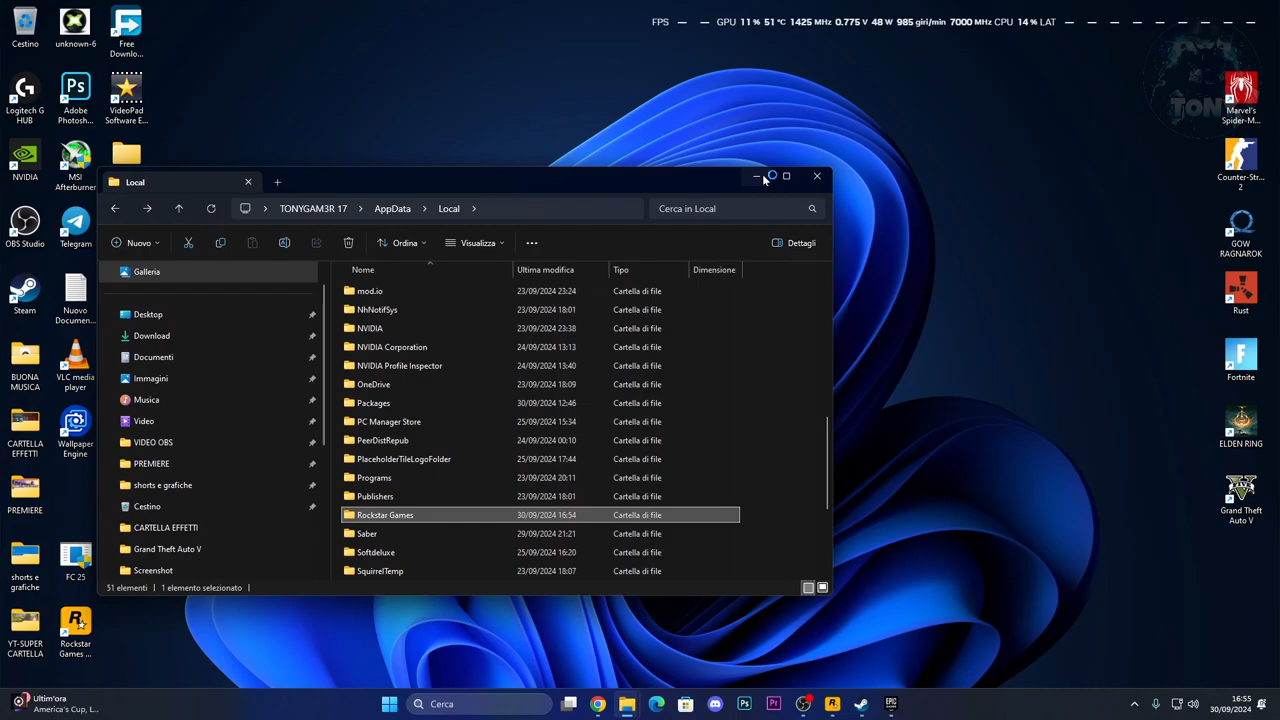 FPS — — GPU 11 % 51 °C 1425 MHz 0.775 V 48 W 985 giri/min 7000 MHz CPU 14 % LAT — — — — — — — —
Cestino
unknown-6
Free
Downlo...
Logitech G
HUB
Adobe
Photosh...
VideoPad
Software E...
NVIDIA
MSI
Afterburner
OBS Studio
Telegram
Steam
Nuovo
Documen...
BUONA
MUSICA
VLC media
player
CARTELLA
EFFETTI
Wallpaper
Engine
PREMIERE
shorts e
grafiche
FC 25
YT-SUPER
CARTELLA
Rockstar
Games ...
Local
TONYGAM3R 17 > AppData > Local >
Cerca in Local
Nuovo
Ordina
Visualizza
Dettagli
Galleria
Desktop
Download
Documenti
Immagini
Musica
Video
VIDEO OBS
PREMIERE
shorts e grafiche
Cestino
CARTELLA EFFETTI
Grand Theft Auto V
Screenshot
Nome Ultima modifica Tipo Dimensione
mod.io 23/09/2024 23:24 Cartella di file
NhNotifSys 23/09/2024 18:01 Cartella di file
NVIDIA 23/09/2024 23:38 Cartella di file
NVIDIA Corporation 24/09/2024 13:13 Cartella di file
NVIDIA Profile Inspector 24/09/2024 13:40 Cartella di file
OneDrive 23/09/2024 18:09 Cartella di file
Packages 30/09/2024 12:46 Cartella di file
PC Manager Store 25/09/2024 15:34 Cartella di file
PeerDistRepub 24/09/2024 00:10 Cartella di file
PlaceholderTileLogoFolder 25/09/2024 17:44 Cartella di file
Programs 23/09/2024 20:11 Cartella di file
Publishers 23/09/2024 18:01 Cartella di file
Rockstar Games 30/09/2024 16:54 Cartella di file
Saber 29/09/2024 21:21 Cartella di file
Softdeluxe 25/09/2024 16:20 Cartella di file
SquirrelTemp 23/09/2024 18:07 Cartella di file
51 elementi 1 elemento selezionato
TONY
Marvel's
Spider-M...
Counter-Str...
2
GOW
RAGNAROK
Rust
Fortnite
ELDEN RING
Grand Theft
Auto V
Ultim'ora
America's Cup, L...
Cerca
16:55
30/09/2024